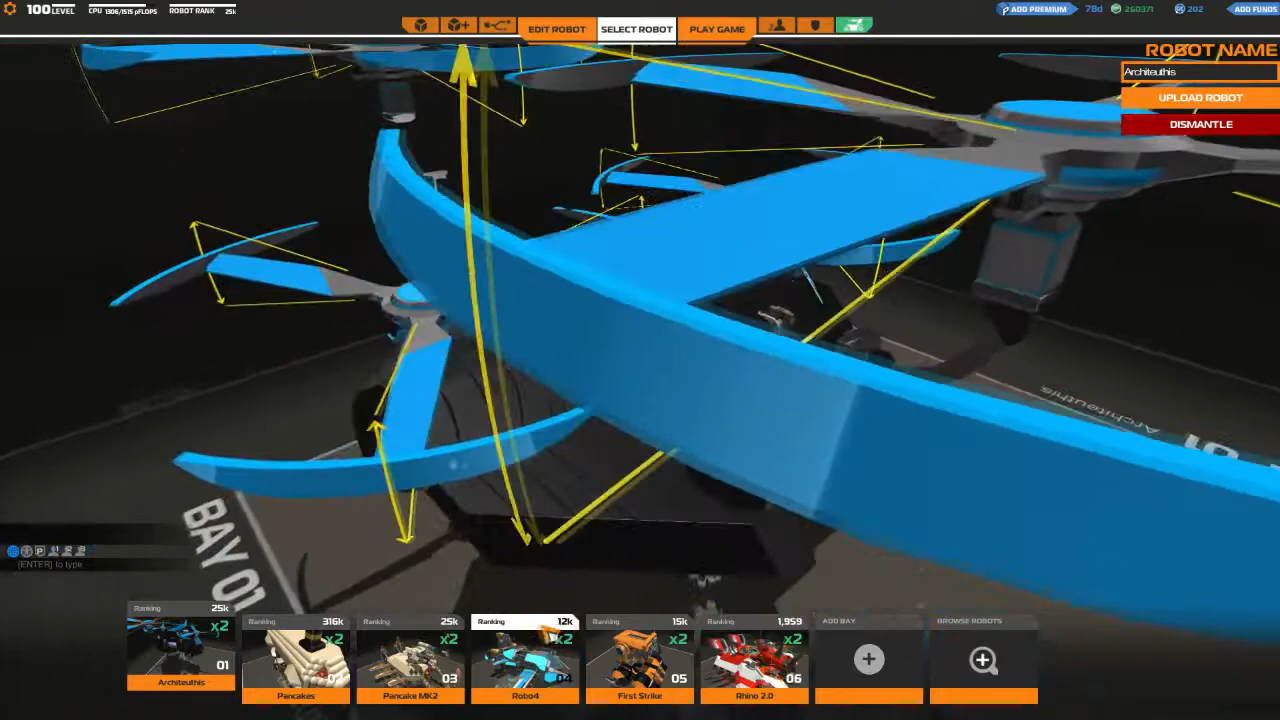 100 LEVEL
CPU 1306/1515 pFLOPS
ROBOT RANK 25k
ADD PREMIUM
78d
260371
202
ADD FUNDS
EDIT ROBOT
SELECT ROBOT
PLAY GAME
ROBOT NAME
Architeuthis
UPLOAD ROBOT
DISMANTLE
Architeuthis
01
BAY 01
[ENTER] to type
Ranking 25k
x2
01
Architeuthis
Ranking 316k
x2
Pancakes
Ranking 25k
x2
03
Pancake MK2
Ranking 12k
x2
04
Robo4
Ranking 15k
x2
05
First Strike
Ranking 1,959
x2
06
Rhino 2.0
ADD BAY
BROWSE ROBOTS